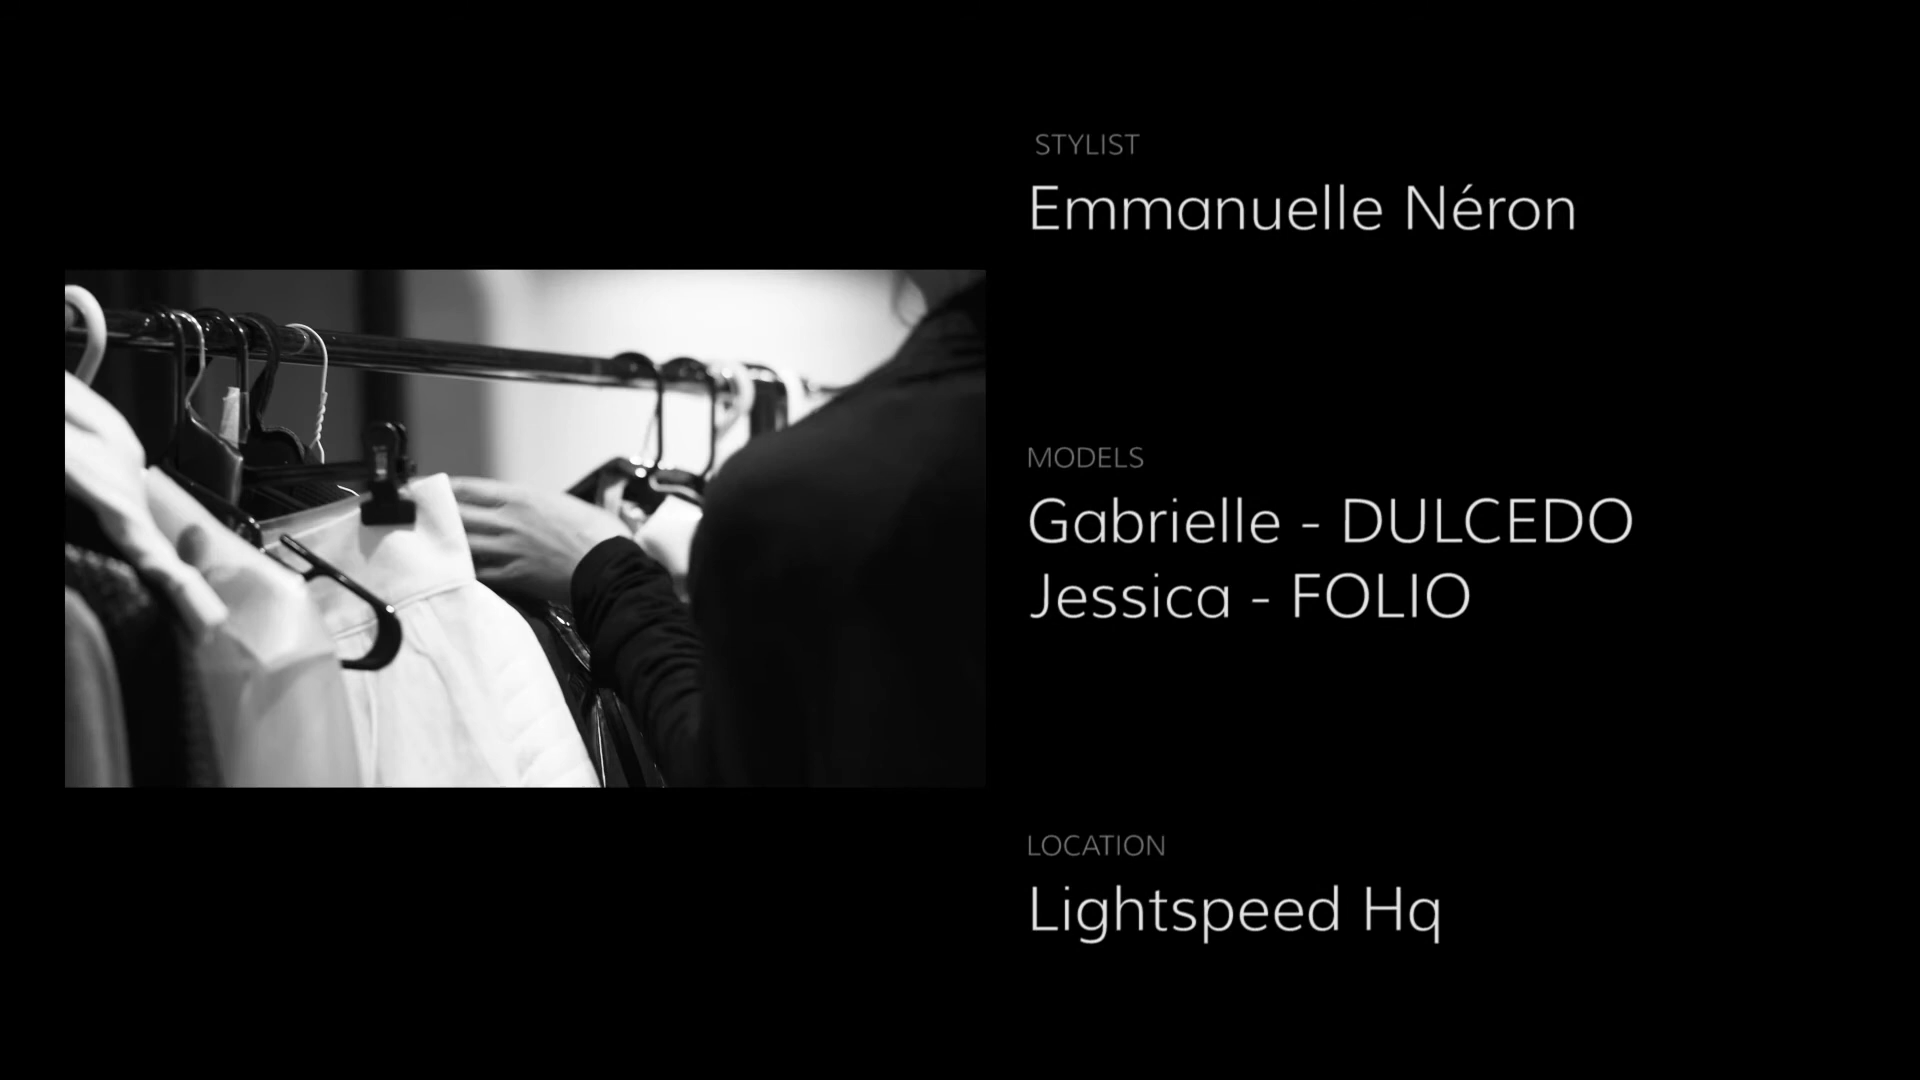 STYLIST
Emmanuelle Néron
MODELS
Gabrielle - DULCEDO
Jessica - FOLIO
LOCATION
Lightspeed Hq